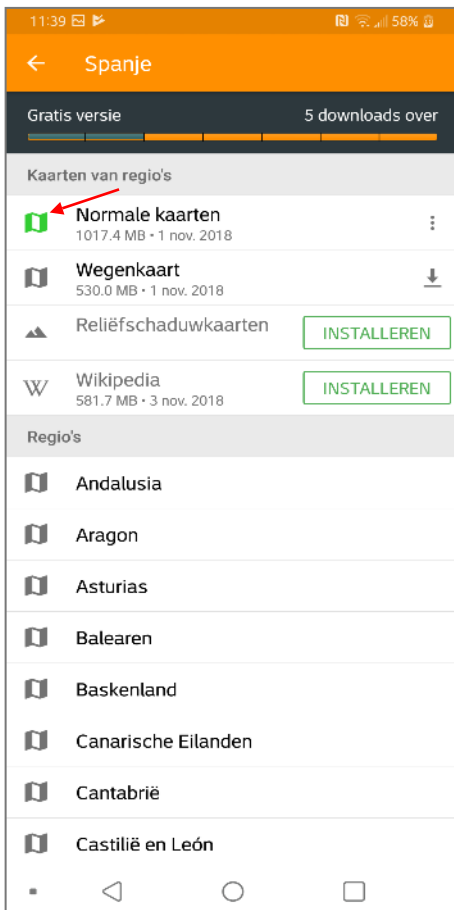 11:39 58%
Spanje
Gratis versie 5 downloads over
Kaarten van regio's
Normale kaarten
1017.4 MB • 1 nov. 2018
Wegenkaart
530.0 MB • 1 nov. 2018
Reliëfschaduwkaarten INSTALLEREN
W Wikipedia INSTALLEREN
581.7 MB • 3 nov. 2018
Regio's
Andalusia
Aragon
Asturias
Balearen
Baskenland
Canarische Eilanden
Cantabrië
Castilië en León